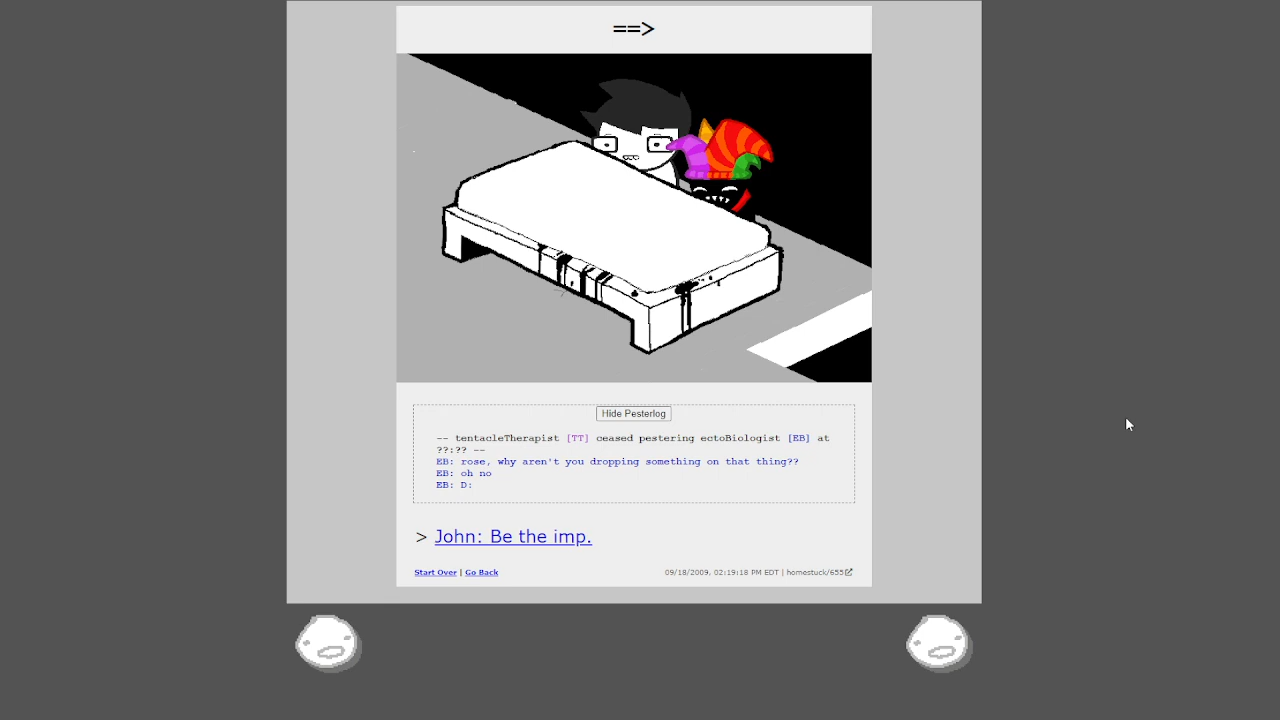 ==>
Hide Pesterlog
-- tentacleTherapist [TT] ceased pestering ectoBiologist [EB] at
??:?? --
EB: rose, why aren't you dropping something on that thing??
EB: oh no
EB: D:
> John: Be the imp.
Start Over | Go Back
09/18/2009, 02:19:18 PM EDT | homestuck/655